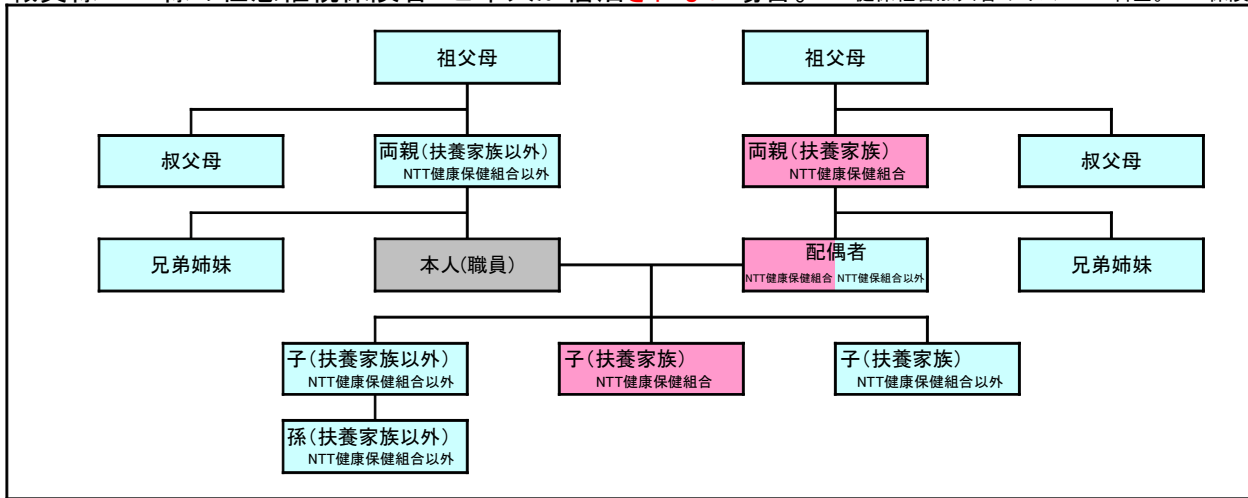 祖父母 祖父母
叔父母 両親(扶養家族以外) 両親(扶養家族) 叔父母
NTT健康保健組合以外 NTT健康保健組合
兄弟姉妹 本人(職員) 配偶者 兄弟姉妹
NTT健康保健組合 NTT健保組合以外
子(扶養家族以外) 子(扶養家族) 子(扶養家族)
NTT健康保健組合以外 NTT健康保健組合 NTT健康保健組合以外
孫(扶養家族以外)
NTT健康保健組合以外